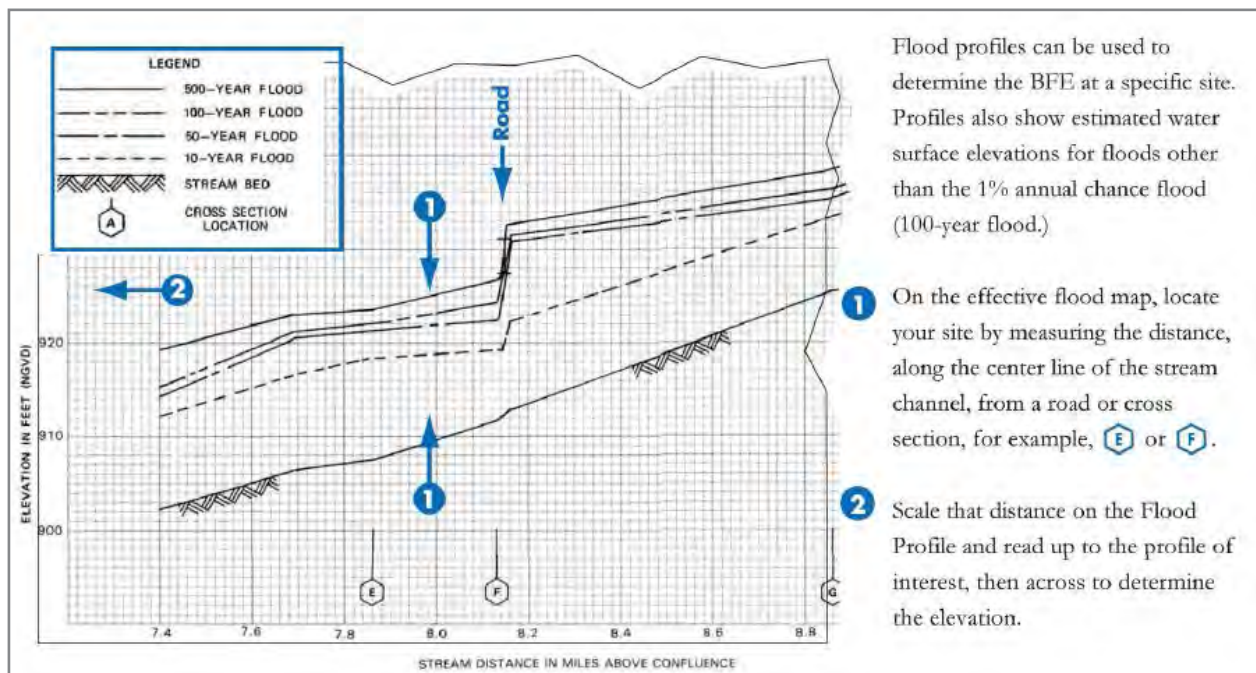 LEGEND
500-YEAR FLOOD
100-YEAR FLOOD
50-YEAR FLOOD
10-YEAR FLOOD
STREAM BED
A
CROSS SECTION
LOCATION
Road
1
2
1
920
910
900
ELEVATION IN FEET (NGVD)
E
F
G
7.4
7.6
7.8
8.0
8.2
8.4
8.6
8.8
STREAM DISTANCE IN MILES ABOVE CONFLUENCE
Flood profiles can be used to
determine the BFE at a specific site.
Profiles also show estimated water
surface elevations for floods other
than the 1% annual chance flood
(100-year flood.)
1
On the effective flood map, locate
your site by measuring the distance,
along the center line of the stream
channel, from a road or cross
section, for example, E or F .
2
Scale that distance on the Flood
Profile and read up to the profile of
interest, then across to determine
the elevation.